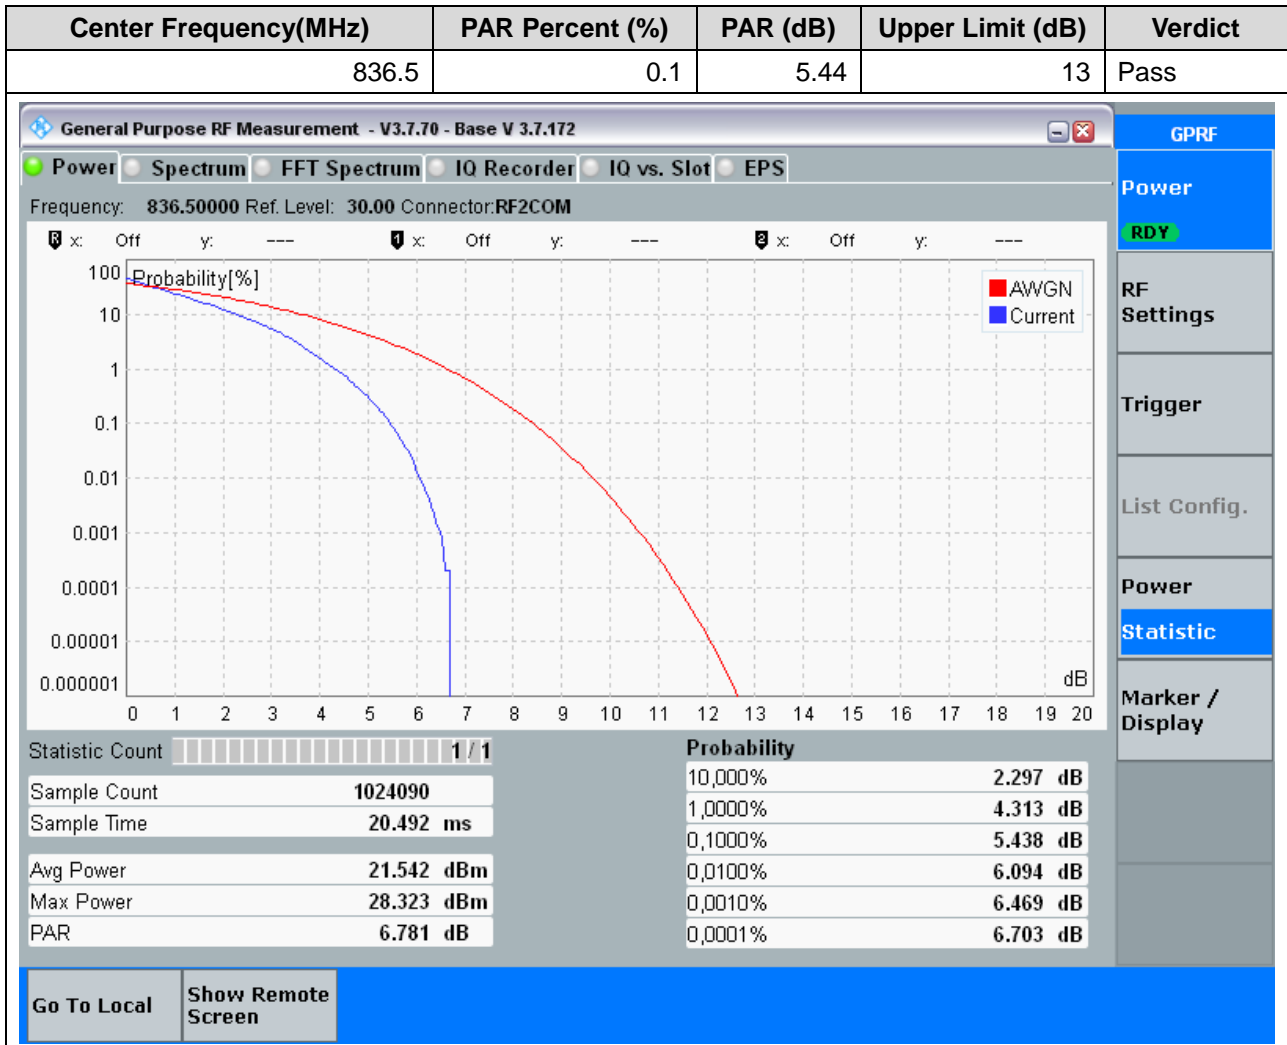 Center Frequency(MHz) PAR Percent (%) PAR (dB) Upper Limit (dB) Verdict
836.5 0.1 5.44 13 Pass
General Purpose RF Measurement - V3.7.70 - Base V 3.7.172
GPRF
Power Spectrum FFT Spectrum IQ Recorder IQ vs. Slot EPS
Power
RDY
Frequency: 836.50000 Ref. Level: 30.00 Connector:RF2COM
R x: Off y: --- 1 x: Off y: --- 2 x: Off y: ---
Probability[%]
AWGN
Current
100
10
1
0.1
0.01
0.001
0.0001
0.00001
0.000001
dB
0 1 2 3 4 5 6 7 8 9 10 11 12 13 14 15 16 17 18 19 20
RF
Settings
Trigger
List Config.
Power
Statistic
Marker /
Display
Statistic Count 1 / 1
Sample Count 1024090
Sample Time 20.492 ms
Avg Power 21.542 dBm
Max Power 28.323 dBm
PAR 6.781 dB
Probability
10,000% 2.297 dB
1,0000% 4.313 dB
0,1000% 5.438 dB
0,0100% 6.094 dB
0,0010% 6.469 dB
0,0001% 6.703 dB
Go To Local
Show Remote
Screen